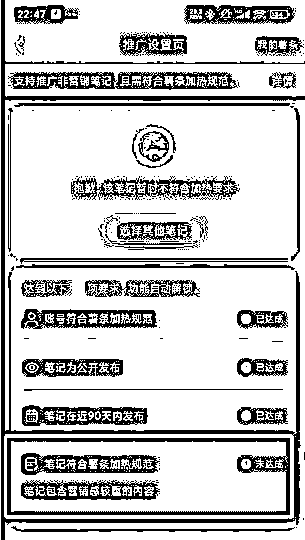 22:47
推广设置页
我的薯条
支持推广非营销笔记，且需符合薯条加热规范。
抱歉，该笔记暂时不符合加热要求
选择其他笔记
达到以下 项要求，功能自动解锁
账号符合薯条加热规范 已达成
笔记为公开发布 已达成
笔记在近90天内发布 已达成
笔记符合薯条加热规范 未达成
笔记包含营销感较重的内容